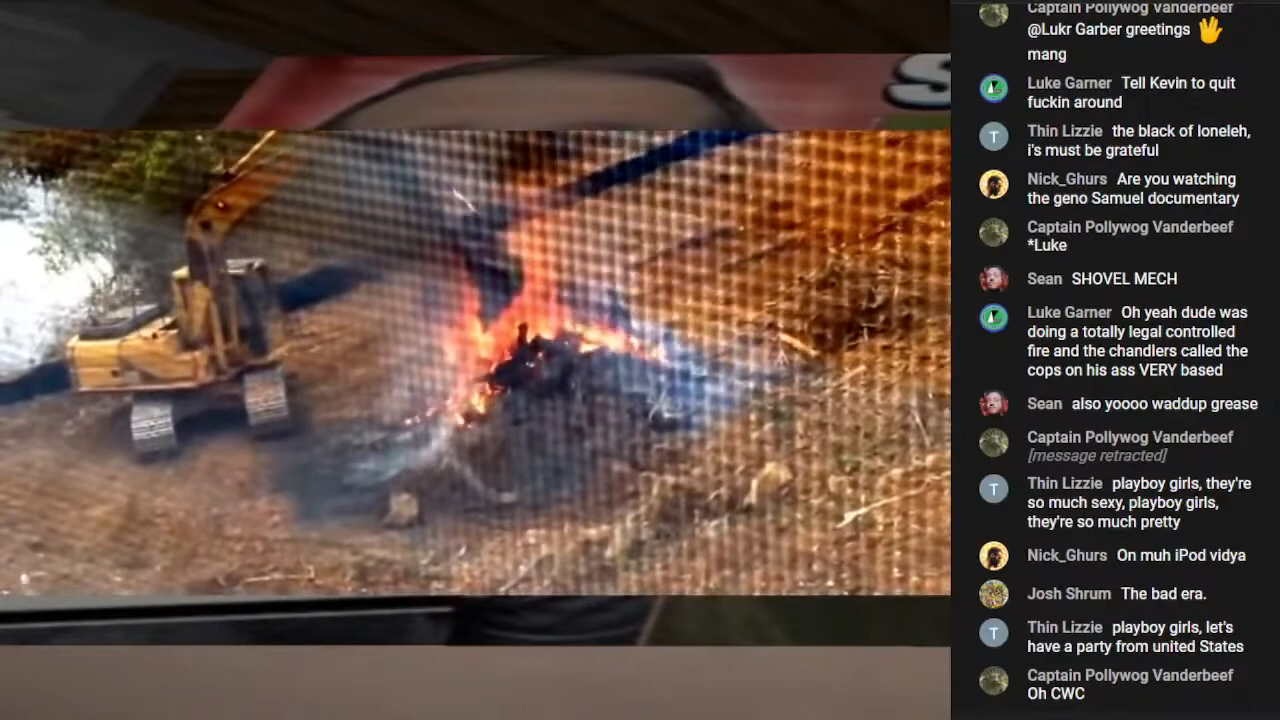 S
Captain Pollywog Vanderbeef
@Lukr Garber greetings 🖖
mang
Luke Garner Tell Kevin to quit
fuckin around
Thin Lizzie the black of loneleh,
i's must be grateful
Nick_Ghurs Are you watching
the geno Samuel documentary
Captain Pollywog Vanderbeef
*Luke
Sean SHOVEL MECH
Luke Garner Oh yeah dude was
doing a totally legal controlled
fire and the chandlers called the
cops on his ass VERY based
Sean also yoooo waddup grease
Captain Pollywog Vanderbeef
[message retracted]
T
Thin Lizzie playboy girls, they're
so much sexy, playboy girls,
they're so much pretty
Nick_Ghurs On muh iPod vidya
Josh Shrum The bad era.
T
Thin Lizzie playboy girls, let's
have a party from united States
Captain Pollywog Vanderbeef
Oh CWC